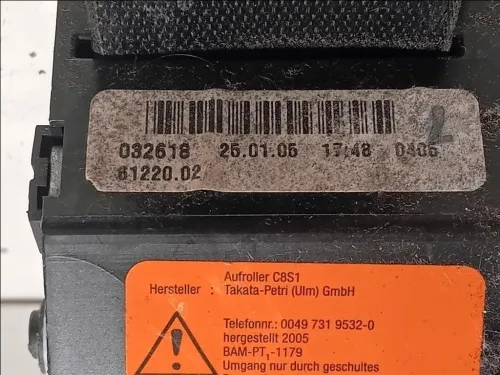 032618 25.01.05 17:48 0405
61220.02
2
Aufroller C8S1
Hersteller : Takata-Petri (Ulm) GmbH
Telefonnr.: 0049 731 9532-0
hergestellt 2005
BAM-PT₁-1179
Umgang nur durch geschultes